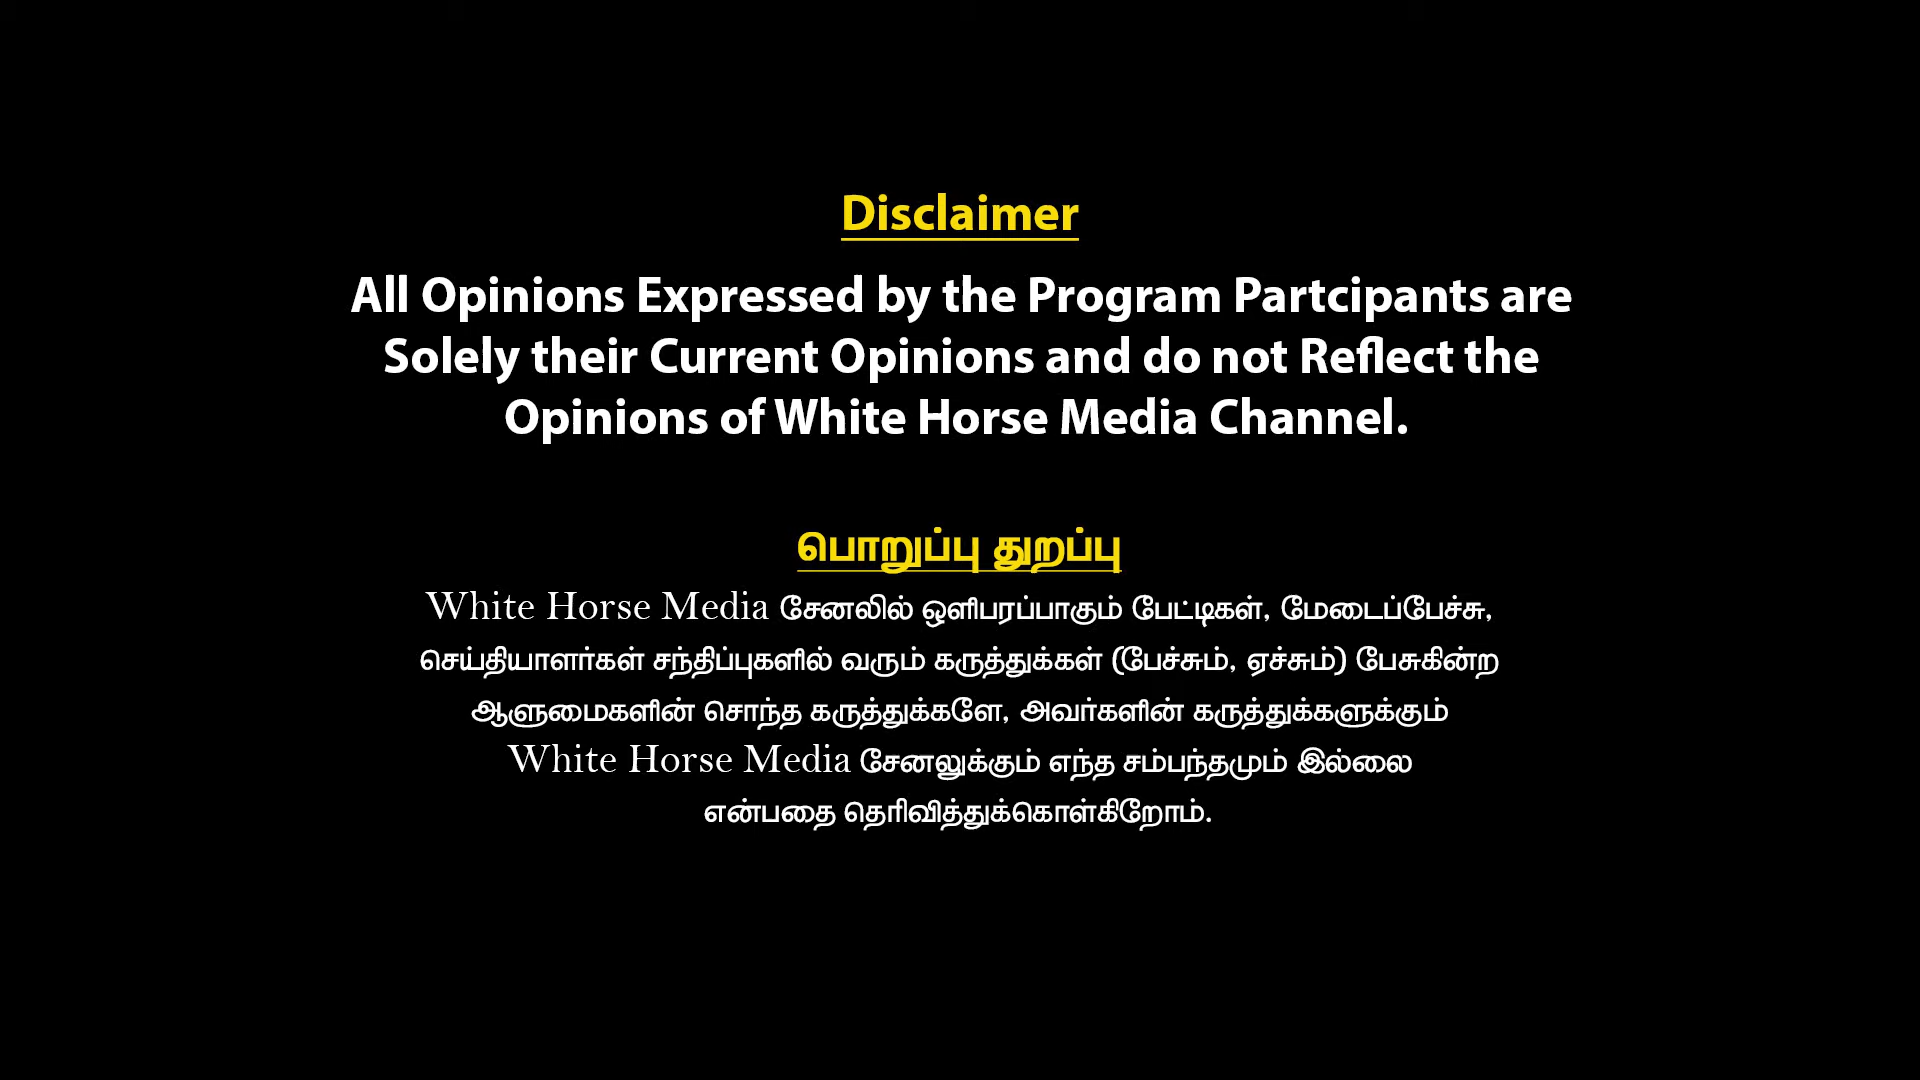 Disclaimer
All Opinions Expressed by the Program Partcipants are
Solely their Current Opinions and do not Reflect the
Opinions of White Horse Media Channel.
பொறுப்பு துறப்பு
White Horse Media சேனலில் ஒளிபரப்பாகும் பேட்டிகள், மேடைப்பேச்சு,
செய்தியாளர்கள் சந்திப்புகளில் வரும் கருத்துக்கள் (பேச்சும், ஏச்சும்) பேசுகின்ற
ஆளுமைகளின் சொந்த கருத்துக்களே, அவர்களின் கருத்துக்களுக்கும்
White Horse Media சேனலுக்கும் எந்த சம்பந்தமும் இல்லை
என்பதை தெரிவித்துக்கொள்கிறோம்.